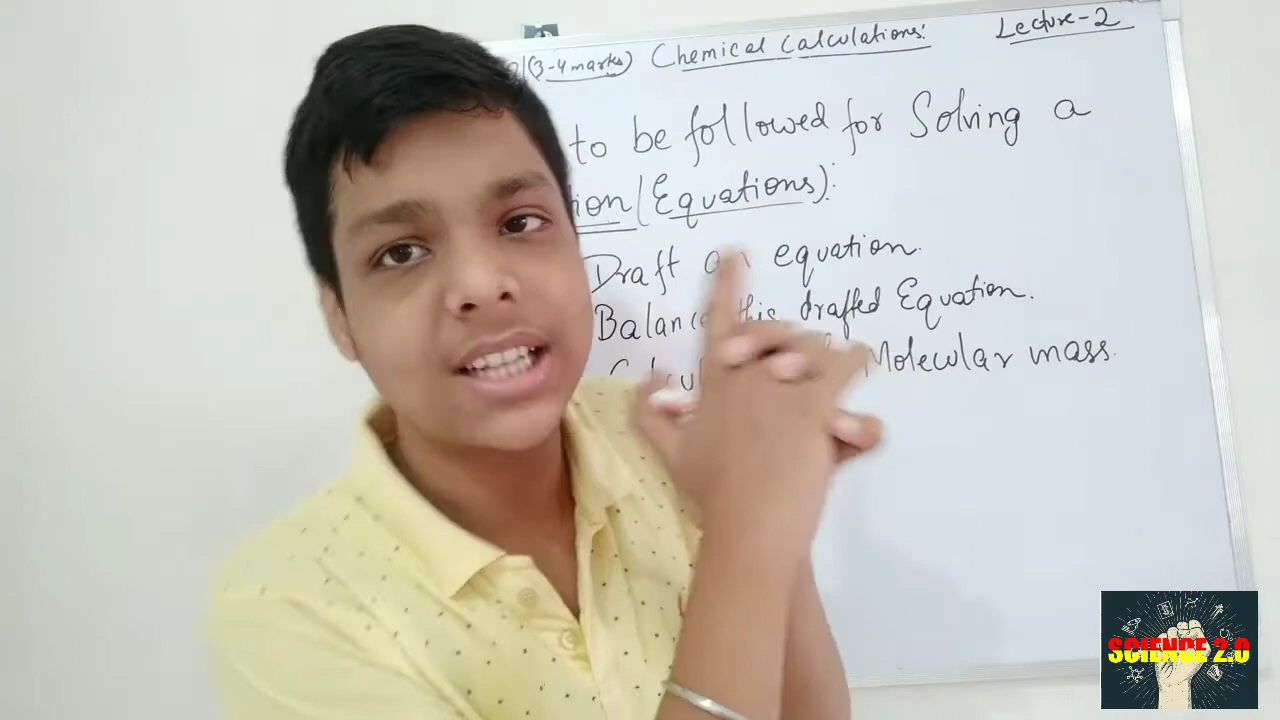 (3-4 marks) Chemical Calculations: Lecture-2
to be followed for Solving a
(Equations):
Draft an equation.
Balance this drafted Equation.
Molecular mass.
SCIENCE 2.0